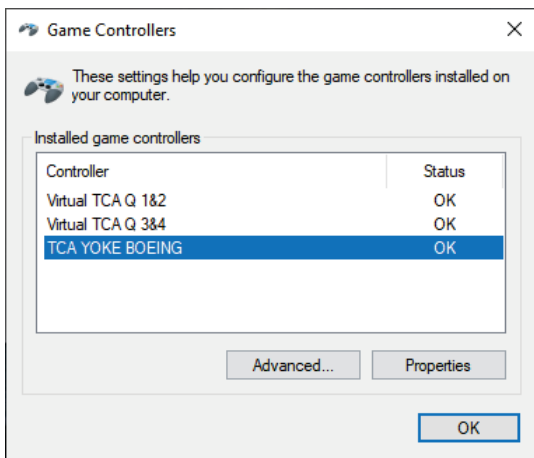 Game Controllers
These settings help you configure the game controllers installed on
your computer.
Installed game controllers
Controller Status
Virtual TCA Q 1&2 OK
Virtual TCA Q 3&4 OK
TCA YOKE BOEING OK
Advanced... Properties
OK